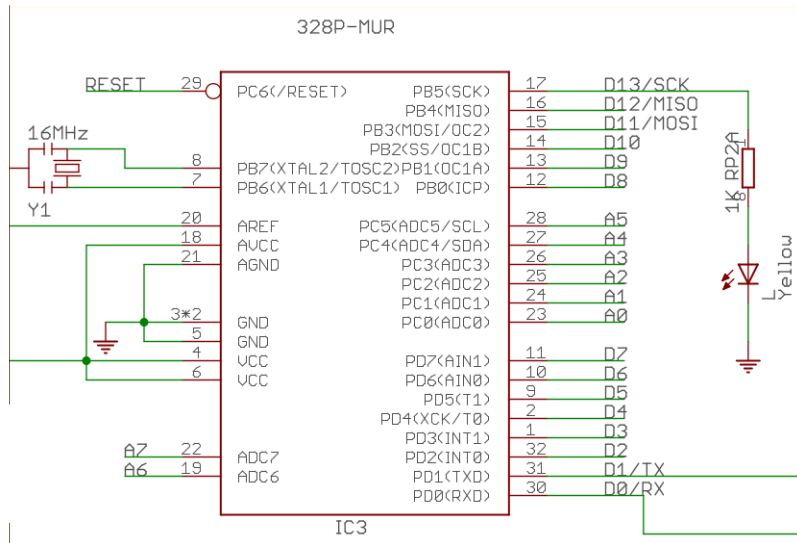 328P-MUR
RESET 29 PC6(/RESET) PB5(SCK) 17 D13/SCK
PB4(MISO) 16 D12/MISO
PB3(MOSI/OC2) 15 D11/MOSI
16MHz PB2(SS/OC1B) 14 D10
8 PB7(XTAL2/TOSC2) PB1(OC1A) 13 D9
7 PB6(XTAL1/TOSC1) PB0(ICP) 12 D8
Y1
1K RP2A
1
8
20 AREF PC5(ADC5/SCL) 28 A5
18 AVCC PC4(ADC4/SDA) 27 A4
21 AGND PC3(ADC3) 26 A3
PC2(ADC2) 25 A2
PC1(ADC1) 24 A1
3*2 GND PC0(ADC0) 23 A0
L
Yellow
5 GND
4 VCC PD7(AIN1) 11 D7
6 VCC PD6(AIN0) 10 D6
PD5(T1) 9 D5
PD4(XCK/T0) 2 D4
PD3(INT1) 1 D3
A7 22 ADC7 PD2(INT0) 32 D2
A6 19 ADC6 PD1(TXD) 31 D1/TX
PD0(RXD) 30 D0/RX
IC3